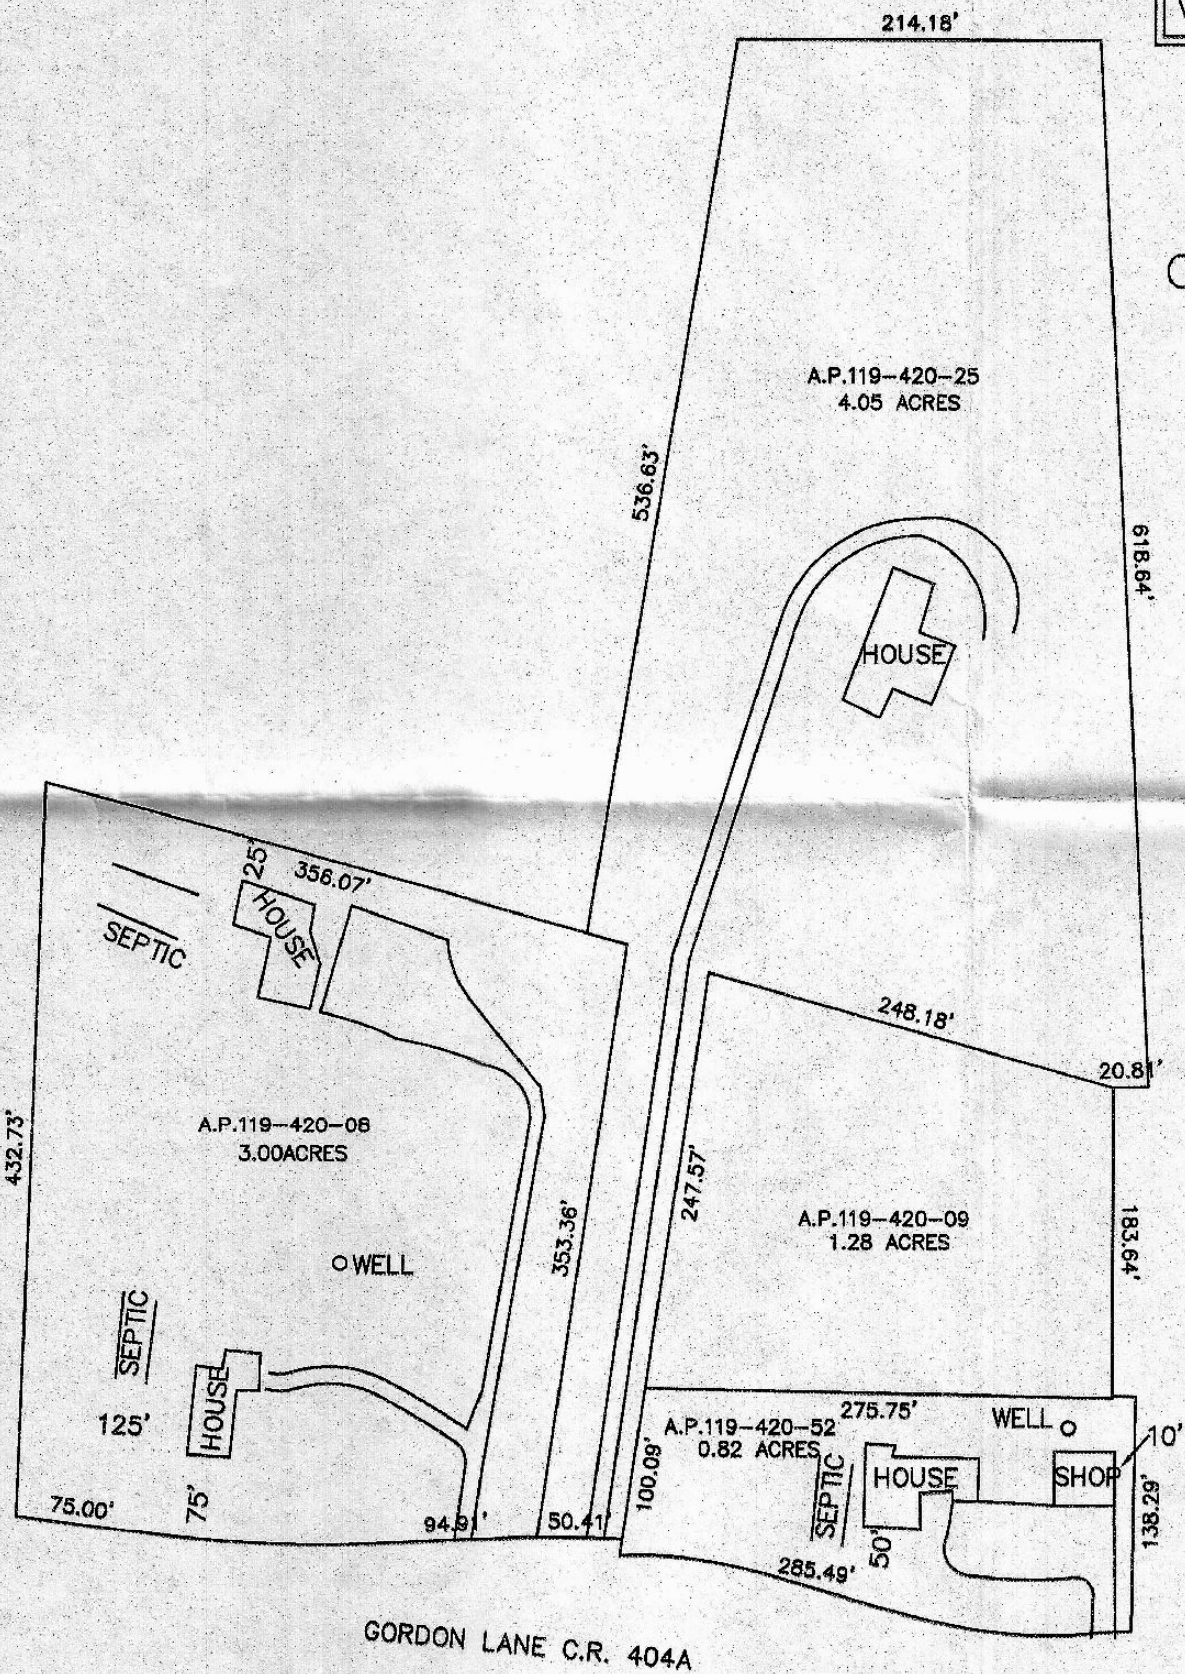 214.18'
A.P.119-420-25
4.05 ACRES
536.63'
618.64'
HOUSE
25'
356.07'
HOUSE
SEPTIC
248.18'
20.81'
A.P.119-420-08
3.00ACRES
432.73'
247.57'
353.36'
A.P.119-420-09
1.28 ACRES
183.64'
WELL
SEPTIC
HOUSE
125'
75'
75.00'
94.91'
50.41'
100.09'
A.P.119-420-52
0.82 ACRES
275.75'
WELL
10'
SEPTIC
HOUSE
SHOP
138.29'
50'
285.49'
GORDON LANE C.R. 404A